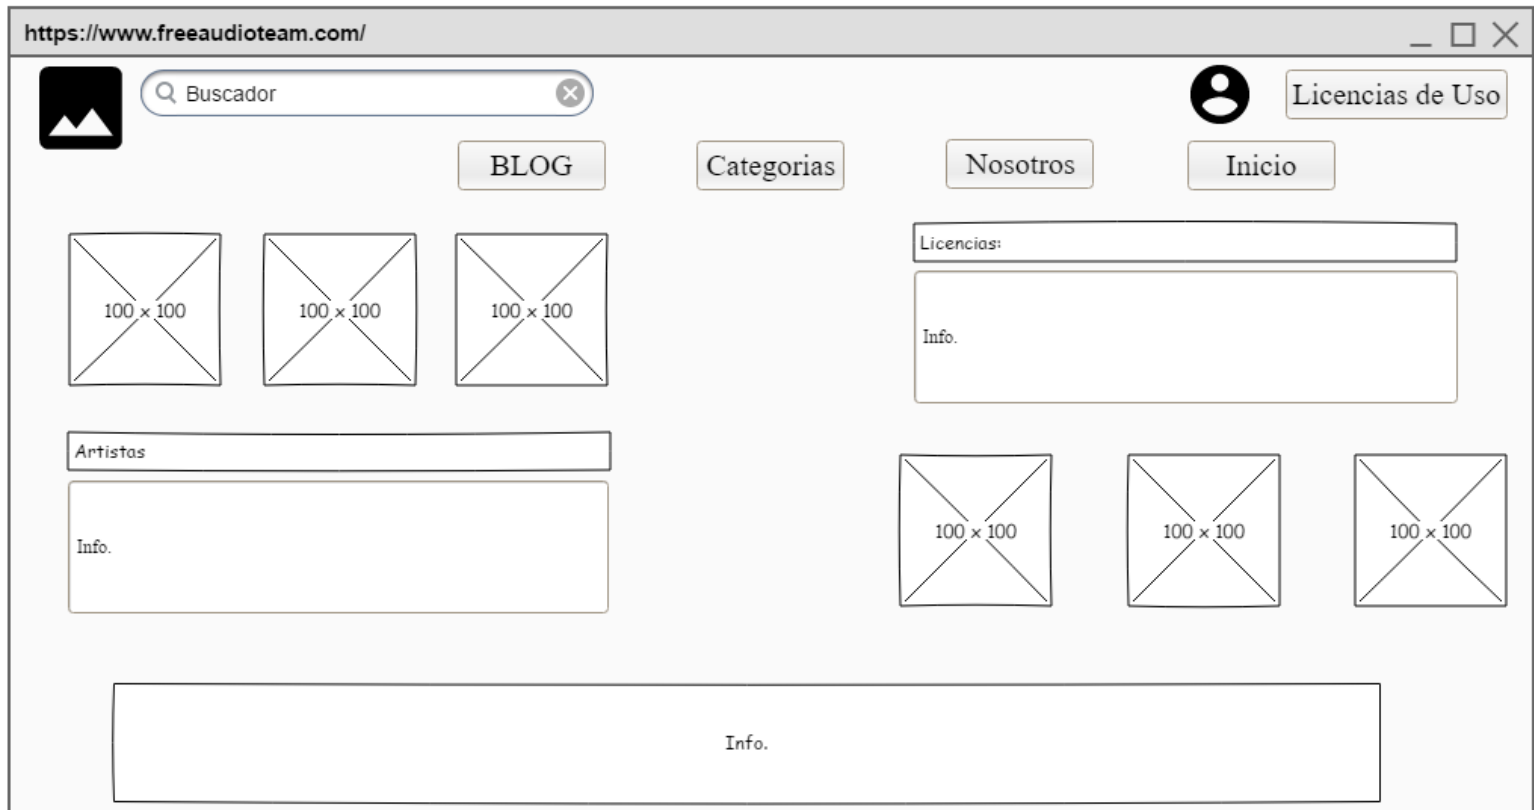 https://www.freeaudioteam.com/
Buscador
Licencias de Uso
BLOG
Categorias
Nosotros
Inicio
100 x 100
100 x 100
100 x 100
Licencias:
Info.
Artistas
Info.
100 x 100
100 x 100
100 x 100
Info.